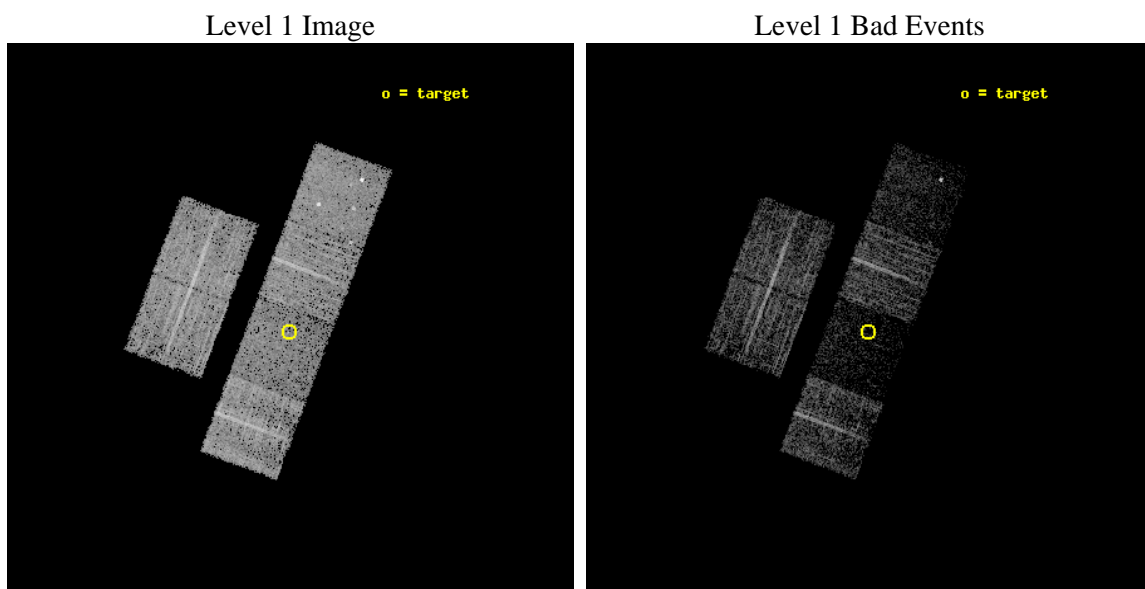 Level 1 Image
Level 1 Bad Events
o = target
o = target